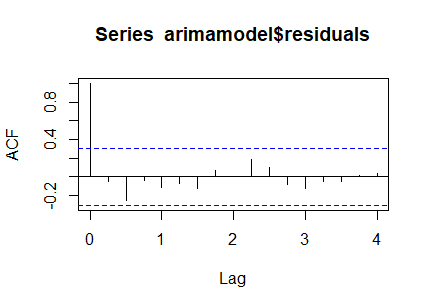 Series arimamodel$residuals
ACF
0.8
0.4
-0.2
0 1 2 3 4
Lag